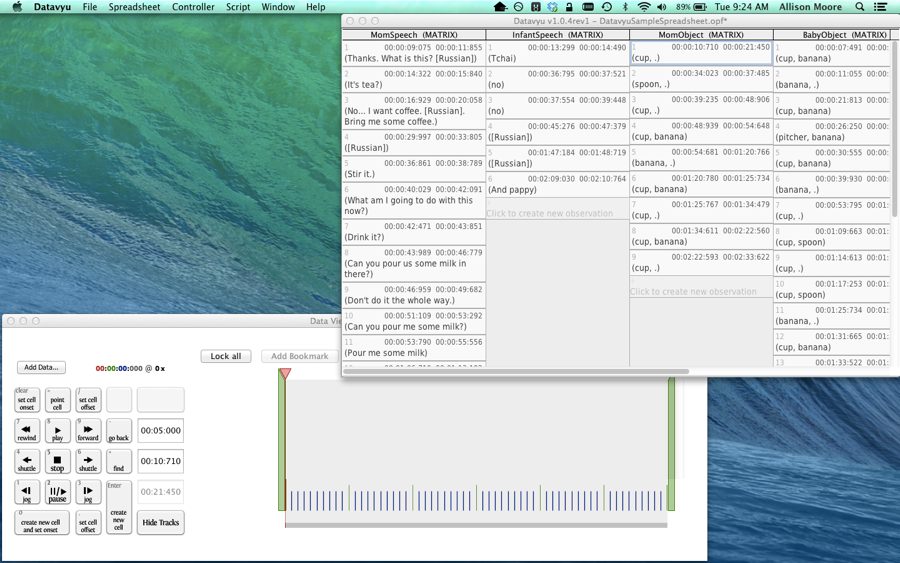 Datavyu File Spreadsheet Controller Script Window Help 89% Tue 9:24 AM Allison Moore
Datavyu v1.0.4rev1 – DatavyuSampleSpreadsheet.opf*
MomSpeech (MATRIX) InfantSpeech (MATRIX) MomObject (MATRIX) BabyObject (MATRIX)
1 00:00:09:075 00:00:11:855
(Thanks. What is this? [Russian])
2 00:00:14:322 00:00:15:840
(It's tea?)
3 00:00:16:929 00:00:20:058
(No... I want coffee. [Russian].
Bring me some coffee.)
4 00:00:29:997 00:00:33:805
([Russian])
5 00:00:36:861 00:00:38:789
(Stir it.)
6 00:00:40:029 00:00:42:091
(What am I going to do with this
now?)
7 00:00:42:471 00:00:43:851
(Drink it?)
8 00:00:43:989 00:00:46:779
(Can you pour us some milk in
there?)
9 00:00:46:959 00:00:49:682
(Don't do it the whole way.)
10 00:00:51:109 00:00:53:292
(Can you pour me some milk?)
11 00:00:53:790 00:00:55:556
(Pour me some milk)
1 00:00:13:299 00:00:14:490
(Tchai)
2 00:00:36:795 00:00:37:521
(no)
3 00:00:37:554 00:00:39:448
(no)
4 00:00:45:276 00:00:47:379
([Russian])
5 00:01:47:184 00:01:48:719
([Russian])
6 00:02:09:030 00:02:10:764
(And pappy)
Click to create new observation
1 00:00:10:710 00:00:21:450
(cup, .)
2 00:00:34:023 00:00:37:485
(spoon, .)
3 00:00:39:235 00:00:48:906
(cup, .)
4 00:00:48:939 00:00:54:648
(cup, banana)
5 00:00:54:681 00:01:20:766
(banana, .)
6 00:01:20:780 00:01:25:734
(cup, banana)
7 00:01:25:767 00:01:34:479
(cup, .)
8 00:01:34:611 00:02:22:560
(cup, banana)
9 00:02:22:593 00:02:33:622
(cup, .)
Click to create new observation
1 00:00:07:491 00:00:
(cup, banana)
2 00:00:11:055 00:00:
(banana, .)
3 00:00:21:813 00:00:
(cup, banana)
4 00:00:26:250 00:00:
(pitcher, banana)
5 00:00:30:555 00:00:
(cup, banana)
6 00:00:39:930 00:00:
(banana, .)
7 00:00:53:795 00:01:
(cup, .)
8 00:01:09:663 00:01:
(cup, spoon)
9 00:01:14:613 00:01:
(cup, .)
10 00:01:17:253 00:01:
(cup, spoon)
11 00:01:25:734 00:01:
(banana, .)
12 00:01:31:665 00:01:
(cup, banana)
13 00:01:33:522 00:01:
Data Vie
Lock all Add Bookmark
Add Data... 00:00:00:000 @ 0 x
clear set cell onset = point cell / set cell offset
7 rewind 8 play 9 forward - go back 00:05:000
4 shuttle 5 stop 6 shuttle + find 00:10:710
1 jog 2 pause 3 jog Enter create new cell 00:21:450
0 create new cell and set onset . set cell offset Hide Tracks